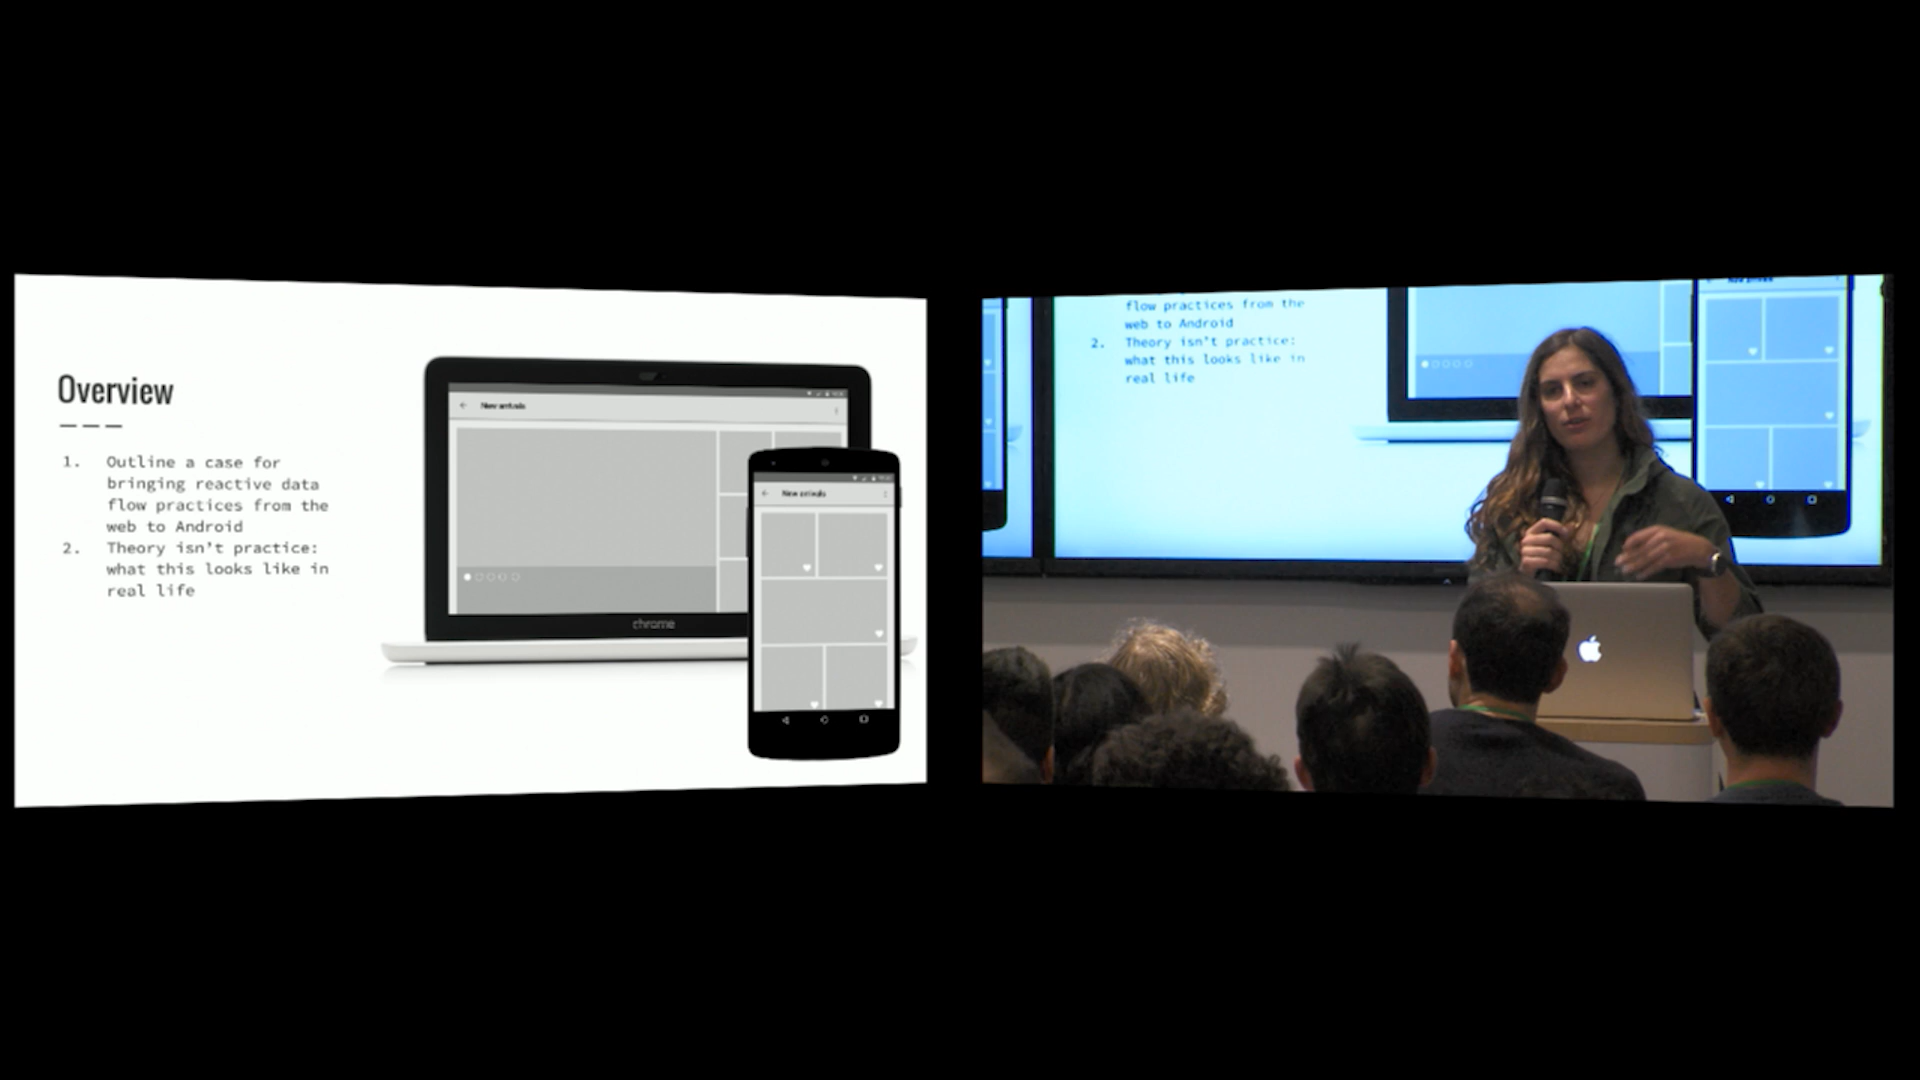 Overview
1. Outline a case for
bringing reactive data
flow practices from the
web to Android
2. Theory isn't practice:
what this looks like in
real life
New arrivals
chrome
New arrivals
flow practices from the
web to Android
2. Theory isn't practice:
what this looks like in
real life